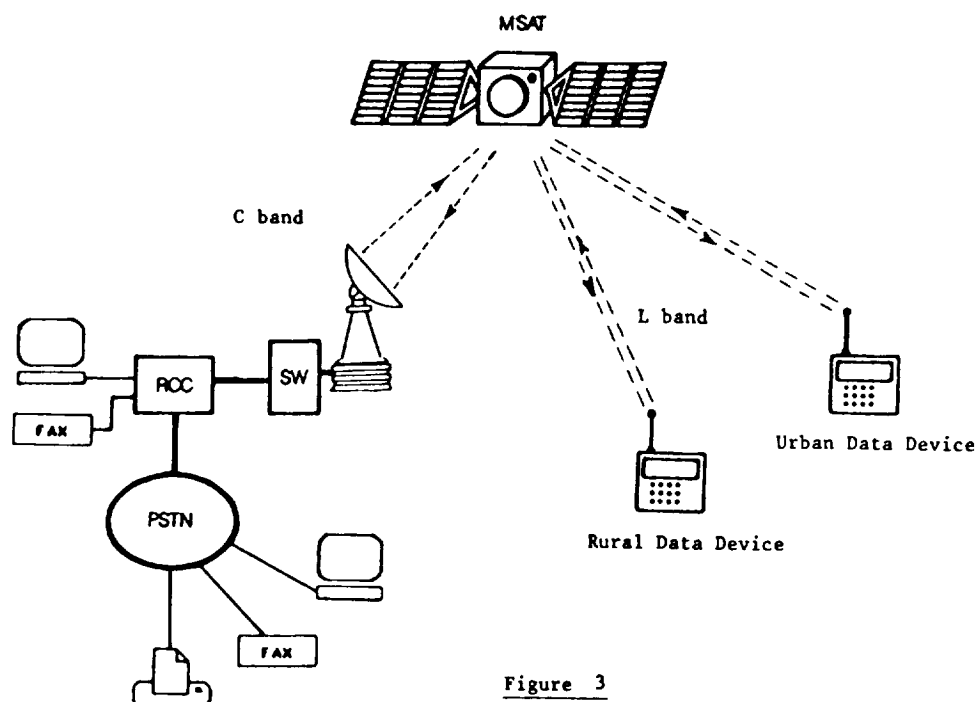 MSAT
C band
L band
RCC
SW
FAX
Urban Data Device
PSTN
Rural Data Device
FAX
Figure 3